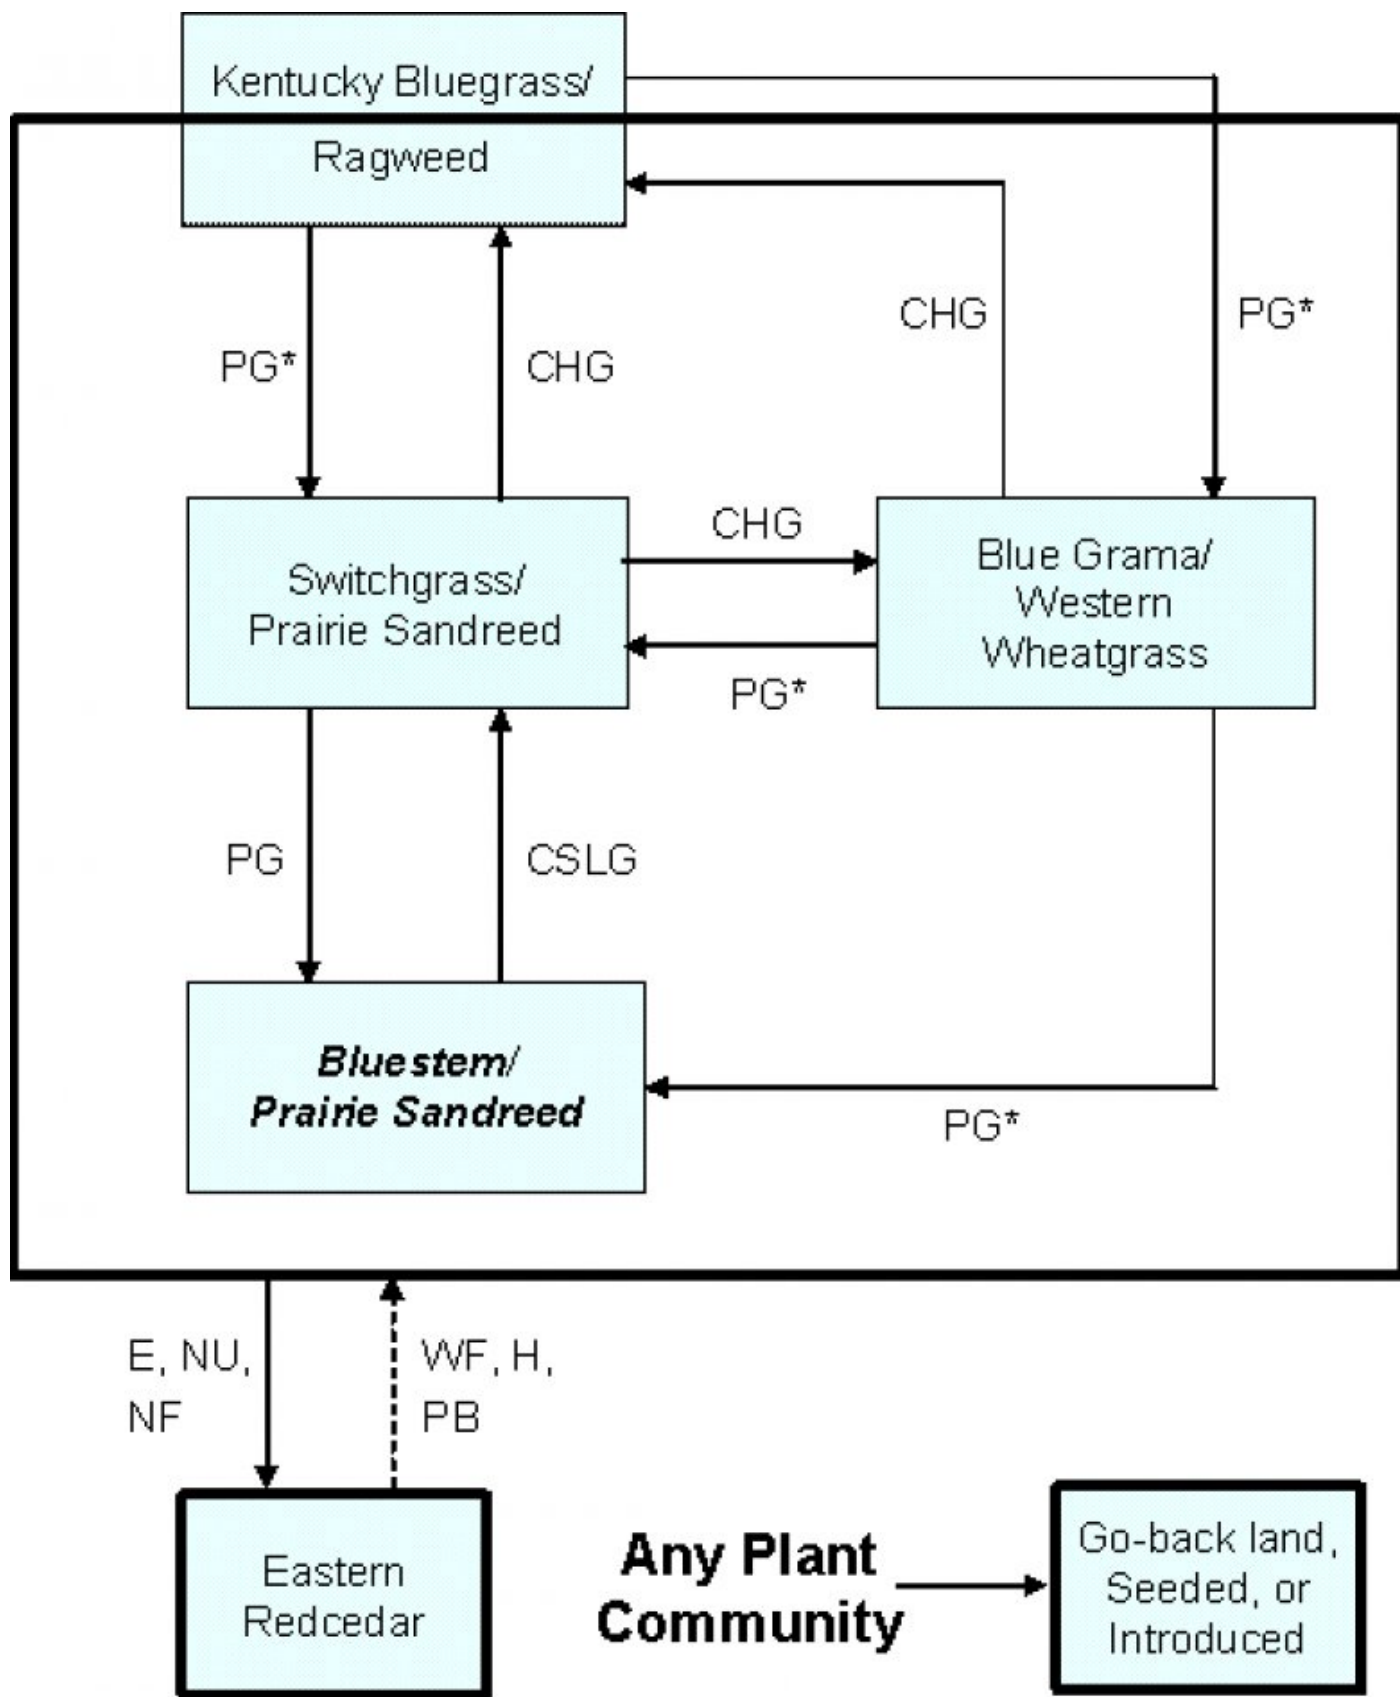 Kentucky Bluegrass/
Ragweed
CHG
PG*
PG*
CHG
CHG
Switchgrass/
Prairie Sandreed
Blue Grama/
Western
Wheatgrass
PG*
PG
CSLG
Bluestem/
Prairie Sandreed
PG*
E, NU,
NF
WF, H,
PB
Eastern
Redcedar
Any Plant
Community
Go-back land,
Seeded, or
Introduced